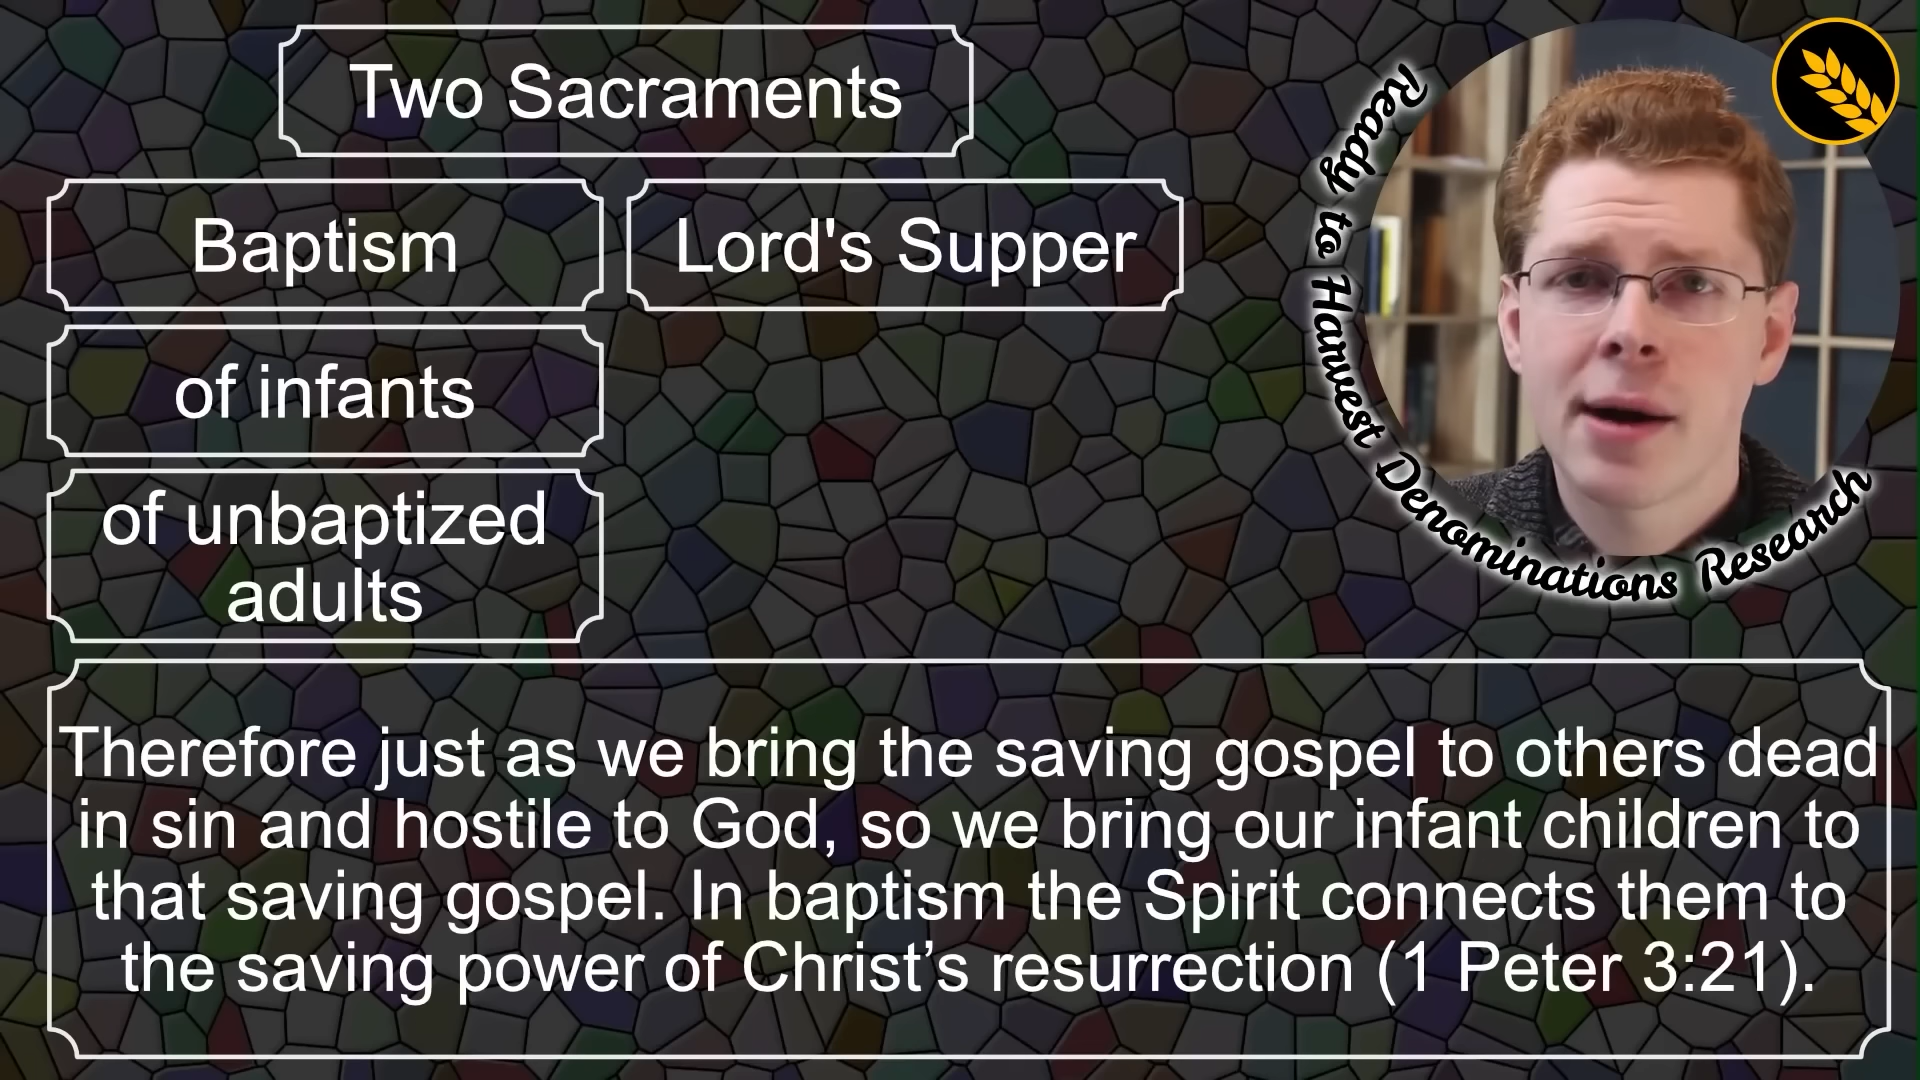 Two Sacraments
Baptism
Lord's Supper
of infants
of unbaptized
adults
Ready to Harvest Denominations Research
Therefore just as we bring the saving gospel to others dead
in sin and hostile to God, so we bring our infant children to
that saving gospel. In baptism the Spirit connects them to
the saving power of Christ’s resurrection (1 Peter 3:21).